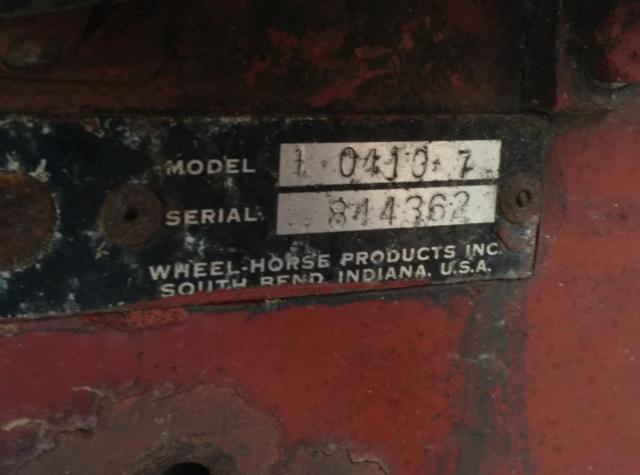 MODEL 1 0410 7
SERIAL 844362
WHEEL-HORSE PRODUCTS INC.
SOUTH BEND, INDIANA, U.S.A.